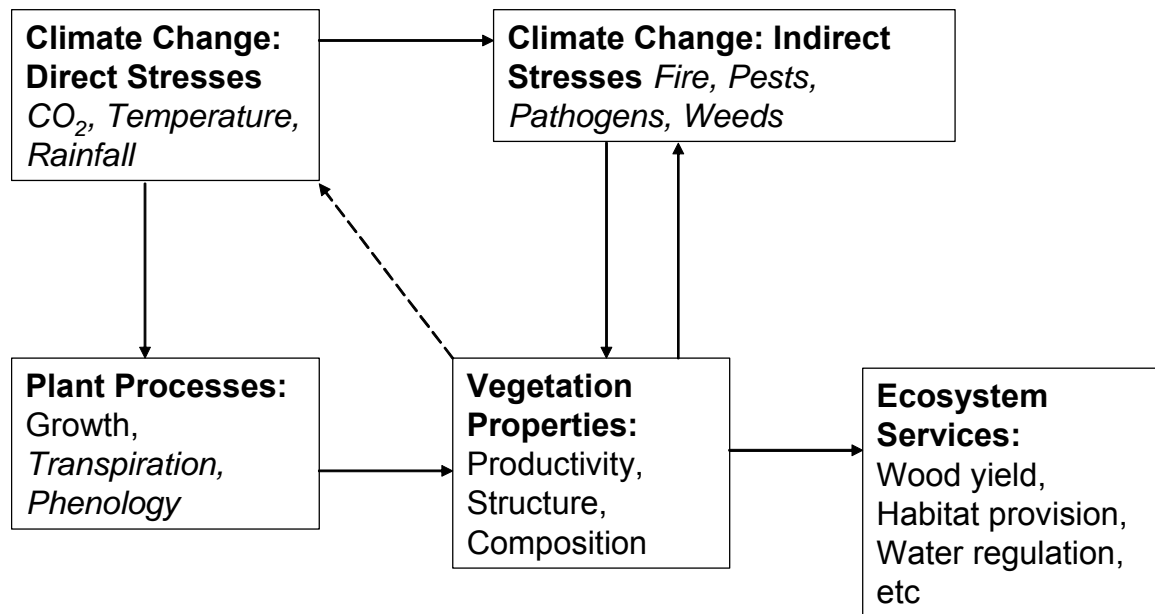 Climate Change:
Direct Stresses
CO₂, Temperature,
Rainfall
Climate Change: Indirect
Stresses Fire, Pests,
Pathogens, Weeds
Plant Processes:
Growth,
Transpiration,
Phenology
Vegetation
Properties:
Productivity,
Structure,
Composition
Ecosystem
Services:
Wood yield,
Habitat provision,
Water regulation,
etc